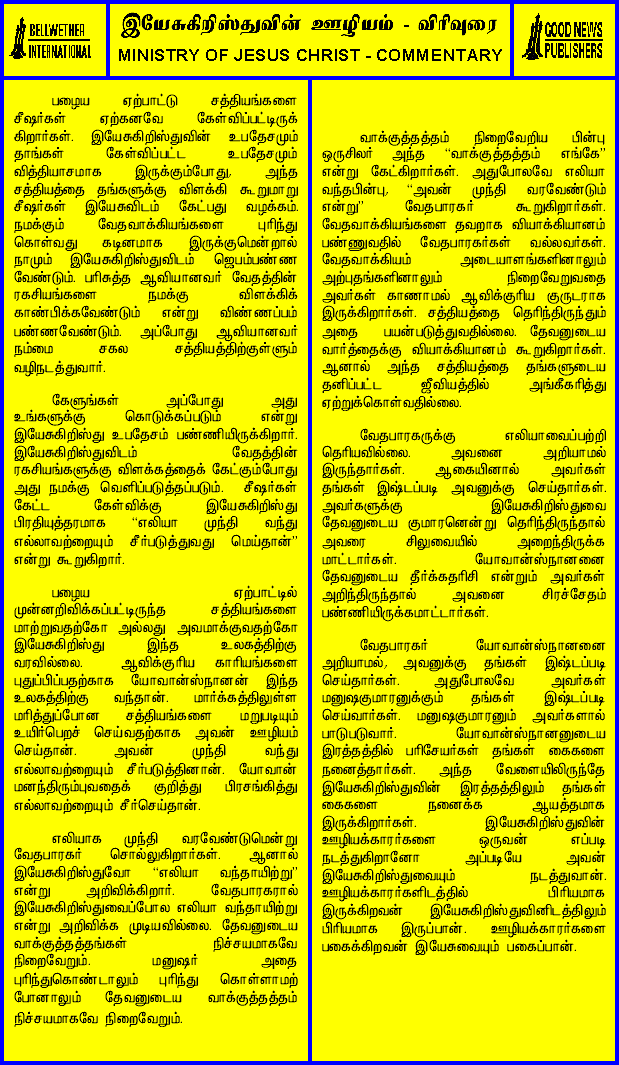 BELLWETHER
INTERNATIONAL
இயேசுகிறிஸ்துவின் ஊழியம் - விரிவுரை
MINISTRY OF JESUS CHRIST - COMMENTARY
GOOD NEWS
PUBLISHERS
பழைய ஏற்பாட்டு சத்தியங்களை
சீஷர்கள் ஏற்கனவே கேள்விப்பட்டிருக்
கிறார்கள். இயேசுகிறிஸ்துவின் உபதேசமும்
தாங்கள் கேள்விப்பட்ட உபதேசமும்
வித்தியாசமாக இருக்கும்போது, அந்த
சத்தியத்தை தங்களுக்கு விளக்கி கூறுமாறு
சீஷர்கள் இயேசுவிடம் கேட்பது வழக்கம்.
நமக்கும் வேதவாக்கியங்களை புரிந்து
கொள்வது கடினமாக இருக்குமென்றால்
நாமும் இயேசுகிறிஸ்துவிடம் ஜெபம்பண்ண
வேண்டும். பரிசுத்த ஆவியானவர் வேதத்தின்
ரகசியங்களை நமக்கு விளக்கிக்
காண்பிக்கவேண்டும் என்று விண்ணப்பம்
பண்ணவேண்டும். அப்போது ஆவியானவர்
நம்மை சகல சத்தியத்திற்குள்ளும்
வழிநடத்துவார்.
கேளுங்கள் அப்போது அது
உங்களுக்கு கொடுக்கப்படும் என்று
இயேசுகிறிஸ்து உபதேசம் பண்ணியிருக்கிறார்.
இயேசுகிறிஸ்துவிடம் வேதத்தின்
ரகசியங்களுக்கு விளக்கத்தைக் கேட்கும்போது
அது நமக்கு வெளிப்படுத்தப்படும். சீஷர்கள்
கேட்ட கேள்விக்கு இயேசுகிறிஸ்து
பிரதியுத்தரமாக "எலியா முந்தி வந்து
எல்லாவற்றையும் சீர்படுத்துவது மெய்தான்"
என்று கூறுகிறார்.
பழைய ஏற்பாட்டில்
முன்னறிவிக்கப்பட்டிருந்த சத்தியங்களை
மாற்றுவதற்கோ அல்லது அவமாக்குவதற்கோ
இயேசுகிறிஸ்து இந்த உலகத்திற்கு
வரவில்லை. ஆவிக்குரிய காரியங்களை
புதுப்பிப்பதற்காக யோவான்ஸ்நானன் இந்த
உலகத்திற்கு வந்தான். மார்க்கத்திலுள்ள
மரித்துப்போன சத்தியங்களை மறுபடியும்
உயிர்பெறச் செய்வதற்காக அவன் ஊழியம்
செய்தான். அவன் முந்தி வந்து
எல்லாவற்றையும் சீர்படுத்தினான். யோவான்
மனந்திரும்புவதைக் குறித்து பிரசங்கித்து
எல்லாவற்றையும் சீர்செய்தான்.
எலியாக முந்தி வரவேண்டுமென்று
வேதபாரகர் சொல்லுகிறார்கள். ஆனால்
இயேசுகிறிஸ்துவோ "எலியா வந்தாயிற்று"
என்று அறிவிக்கிறார். வேதபாரகரால்
இயேசுகிறிஸ்துவைப்போல எலியா வந்தாயிற்று
என்று அறிவிக்க முடியவில்லை. தேவனுடைய
வாக்குத்தத்தங்கள் நிச்சயமாகவே
நிறைவேறும். மனுஷர் அதை
புரிந்துகொண்டாலும் புரிந்து கொள்ளாமற்
போனாலும் தேவனுடைய வாக்குத்தத்தம்
நிச்சயமாகவே நிறைவேறும்.
வாக்குத்தத்தம் நிறைவேறிய பின்பு
ஒருசிலர் அந்த "வாக்குத்தத்தம் எங்கே"
என்று கேட்கிறார்கள். அதுபோலவே எலியா
வந்தபின்பு, "அவன் முந்தி வரவேண்டும்
என்று" வேதபாரகர் கூறுகிறார்கள்.
வேதவாக்கியங்களை தவறாக வியாக்கியானம்
பண்ணுவதில் வேதபாரகர்கள் வல்லவர்கள்.
வேதவாக்கியம் அடையாளங்களினாலும்
அற்புதங்களினாலும் நிறைவேறுவதை
அவர்கள் காணாமல் ஆவிக்குரிய குருடராக
இருக்கிறார்கள். சத்தியத்தை தெரிந்திருந்தும்
அதை பயன்படுத்துவதில்லை. தேவனுடைய
வார்த்தைக்கு வியாக்கியானம் கூறுகிறார்கள்.
ஆனால் அந்த சத்தியத்தை தங்களுடைய
தனிப்பட்ட ஜீவியத்தில் அங்கீகரித்து
ஏற்றுக்கொள்வதில்லை.
வேதபாரகருக்கு எலியாவைப்பற்றி
தெரியவில்லை. அவனை அறியாமல்
இருந்தார்கள். ஆகையினால் அவர்கள்
தங்கள் இஷ்டப்படி அவனுக்கு செய்தார்கள்.
அவர்களுக்கு இயேசுகிறிஸ்துவை
தேவனுடைய குமாரனென்று தெரிந்திருந்தால்
அவரை சிலுவையில் அறைந்திருக்க
மாட்டார்கள். யோவான்ஸ்நானனை
தேவனுடைய தீர்க்கதரிசி என்றும் அவர்கள்
அறிந்திருந்தால் அவனை சிரச்சேதம்
பண்ணியிருக்கமாட்டார்கள்.
வேதபாரகர் யோவான்ஸ்நானனை
அறியாமல், அவனுக்கு தங்கள் இஷ்டப்படி
செய்தார்கள். அதுபோலவே அவர்கள்
மனுஷகுமாரனுக்கும் தங்கள் இஷ்டப்படி
செய்வார்கள். மனுஷகுமாரனும் அவர்களால்
பாடுபடுவார். யோவான்ஸ்நானனுடைய
இரத்தத்தில் பரிசேயர்கள் தங்கள் கைகளை
நனைத்தார்கள். அந்த வேளையிலிருந்தே
இயேசுகிறிஸ்துவின் இரத்தத்திலும் தங்கள்
கைகளை நனைக்க ஆயத்தமாக
இருக்கிறார்கள். இயேசுகிறிஸ்துவின்
ஊழியக்காரர்களை ஒருவன் எப்படி
நடத்துகிறானோ அப்படியே அவன்
இயேசுகிறிஸ்துவையும் நடத்துவான்.
ஊழியக்காரர்களிடத்தில் பிரியமாக
இருக்கிறவன் இயேசுகிறிஸ்துவினிடத்திலும்
பிரியமாக இருப்பான். ஊழியக்காரர்களை
பகைக்கிறவன் இயேசுவையும் பகைப்பான்.